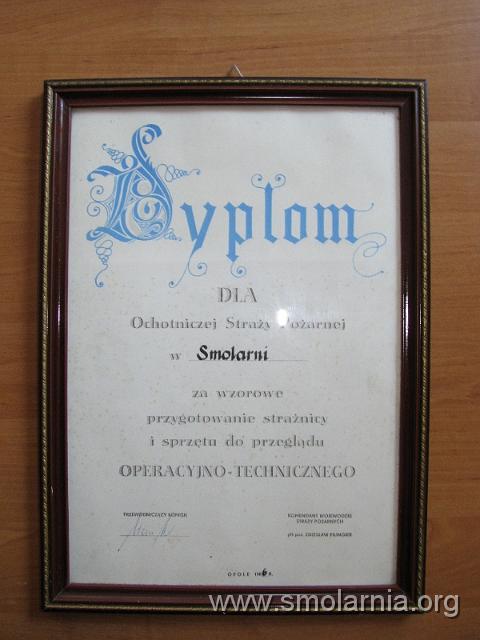 Dyplom
DLA
Ochotniczej Straży Pożarnej
w Smolarni
za wzorowe
przygotowanie strażnicy
i sprzętu do przeglądu
OPERACYJNO-TECHNICZNEGO
PRZEWODNICZĄCY
KOMENDANT WOJEWÓDZKI
STRAŻY POŻARNYCH
OPOLE
www.smolarnia.org